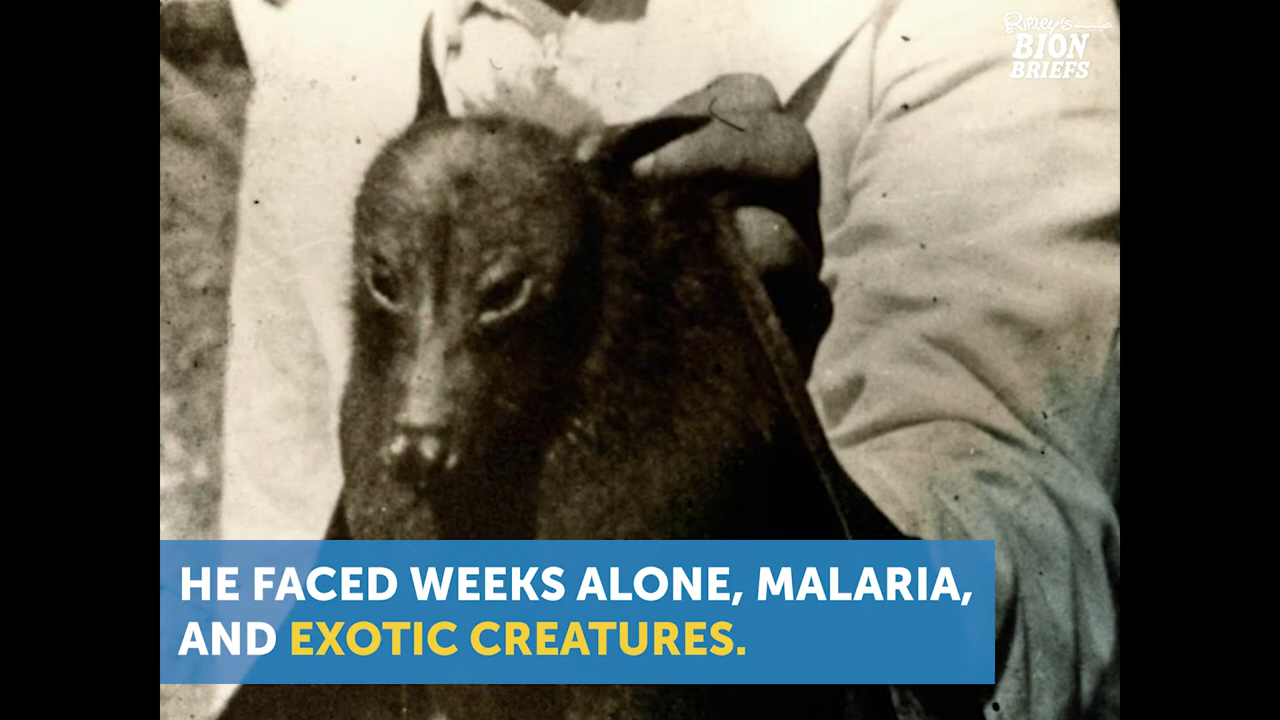 Ripley's
BION
BRIEFS
HE FACED WEEKS ALONE, MALARIA,
AND EXOTIC CREATURES.